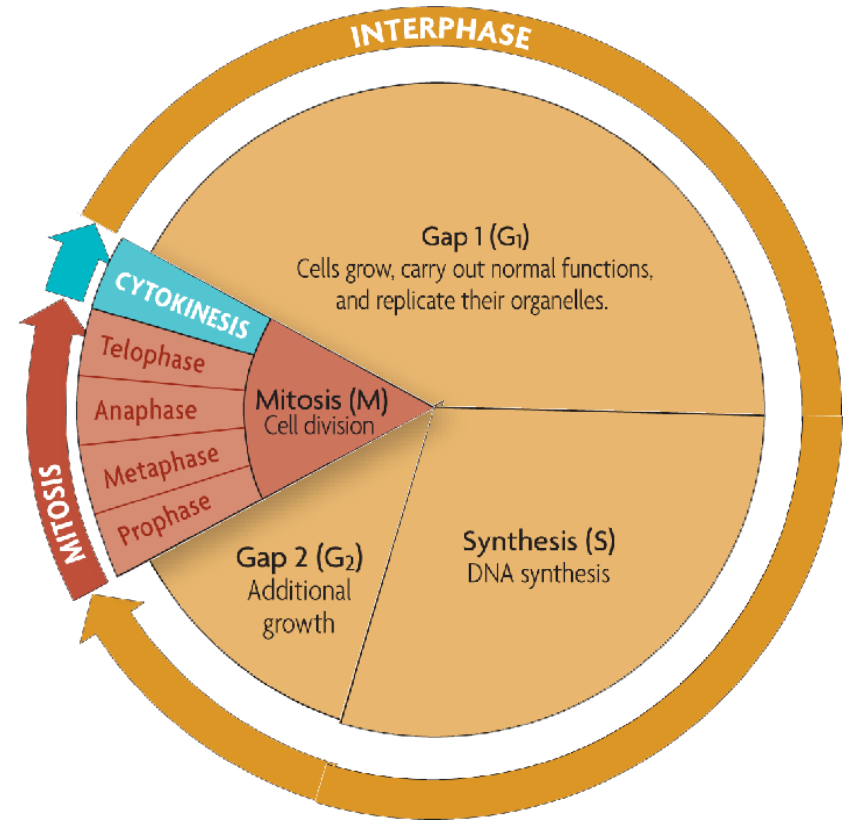 INTERPHASE
Gap 1 (G₁)
Cells grow, carry out normal functions,
and replicate their organelles.
CYTOKINESIS
Telophase
Anaphase
Metaphase
Prophase
Mitosis (M)
Cell division
MITOSIS
Gap 2 (G₂)
Additional
growth
Synthesis (S)
DNA synthesis